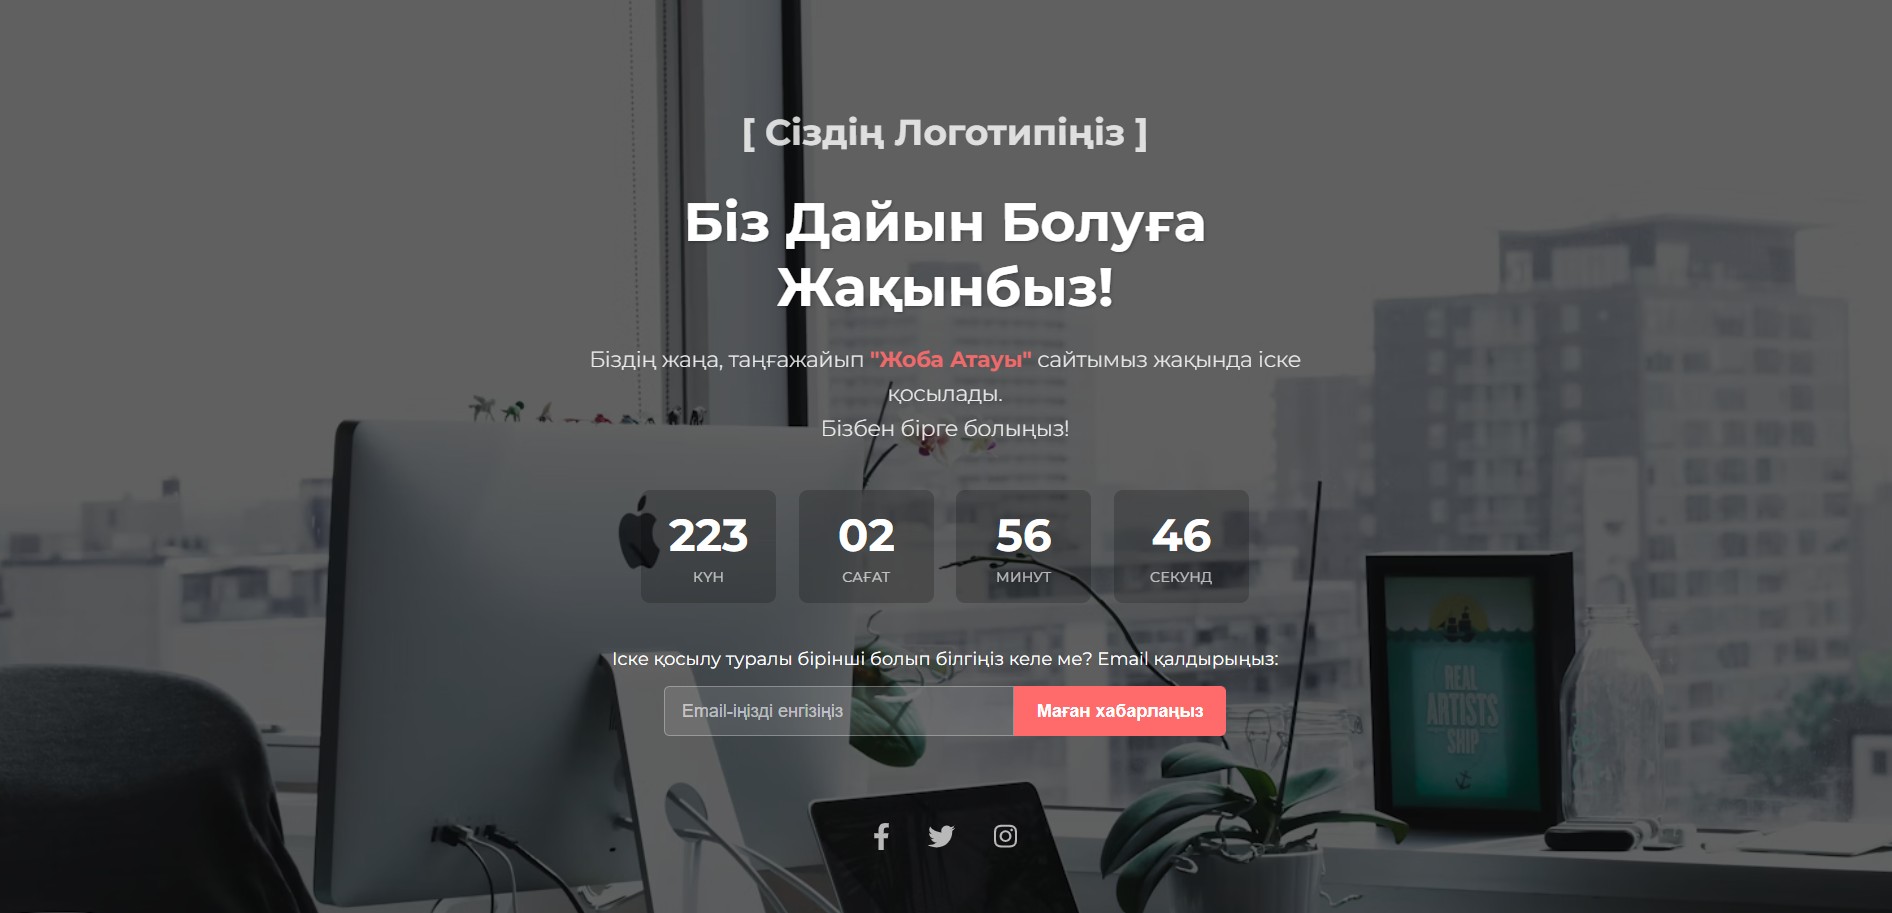 [ Сіздің Логотипіңіз ]
Біз Дайын Болуға
Жақынбыз!
Біздің жаңа, таңғажайып "Жоба Атауы" сайтымыз жақында іске
қосылады.
Бізбен бірге болыңыз!
223 02 56 46
КҮН САҒАТ МИНУТ СЕКУНД
Іске қосылу туралы бірінші болып білгіңіз келе ме? Email қалдырыңыз:
Email-іңізді енгізіңіз Маған хабарлаңыз
REAL
ARTISTS
SHIP